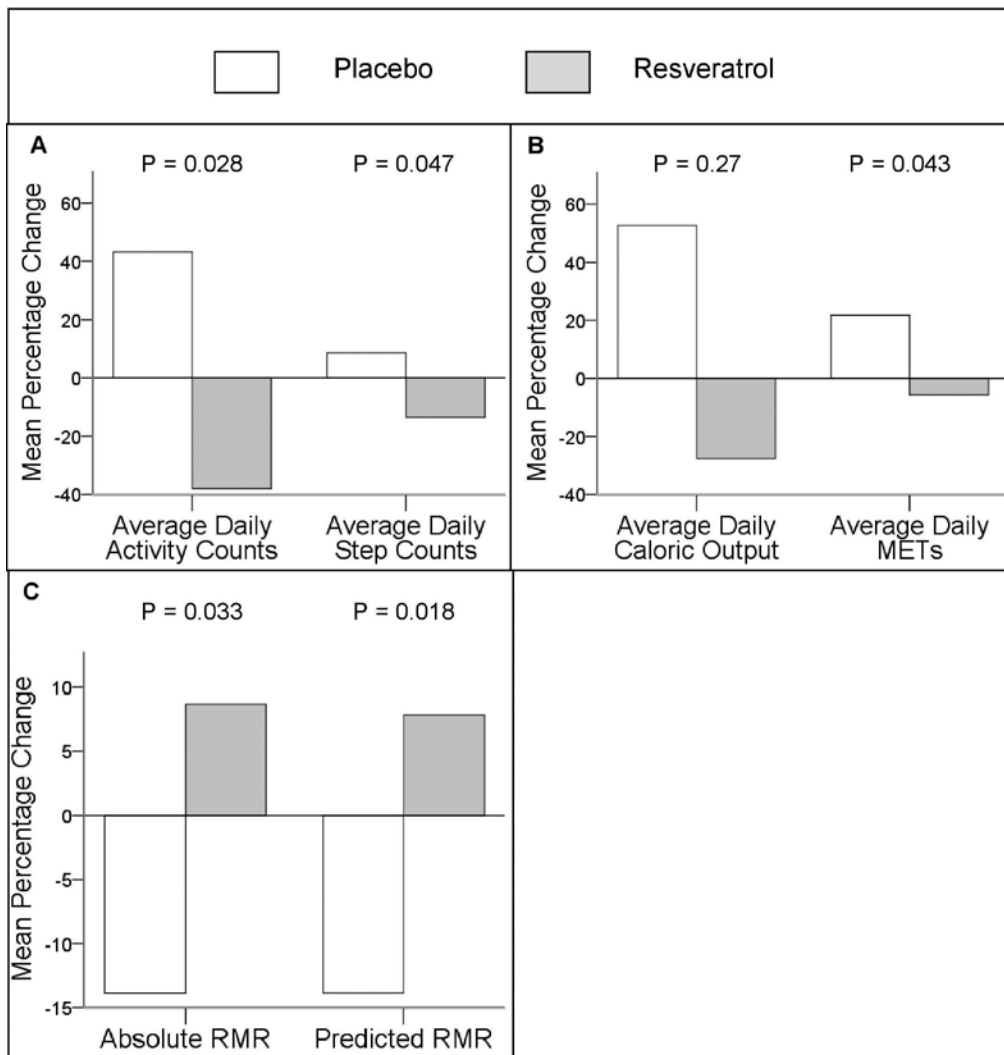 Placebo Resveratrol
A
P = 0.028 P = 0.047
Mean Percentage Change
60
40
20
0
-20
-40
Average Daily Average Daily
Activity Counts Step Counts
B
P = 0.27 P = 0.043
Mean Percentage Change
60
40
20
0
-20
-40
Average Daily Average Daily
Caloric Output METs
C
P = 0.033 P = 0.018
Mean Percentage Change
10
5
0
-5
-10
-15
Absolute RMR Predicted RMR